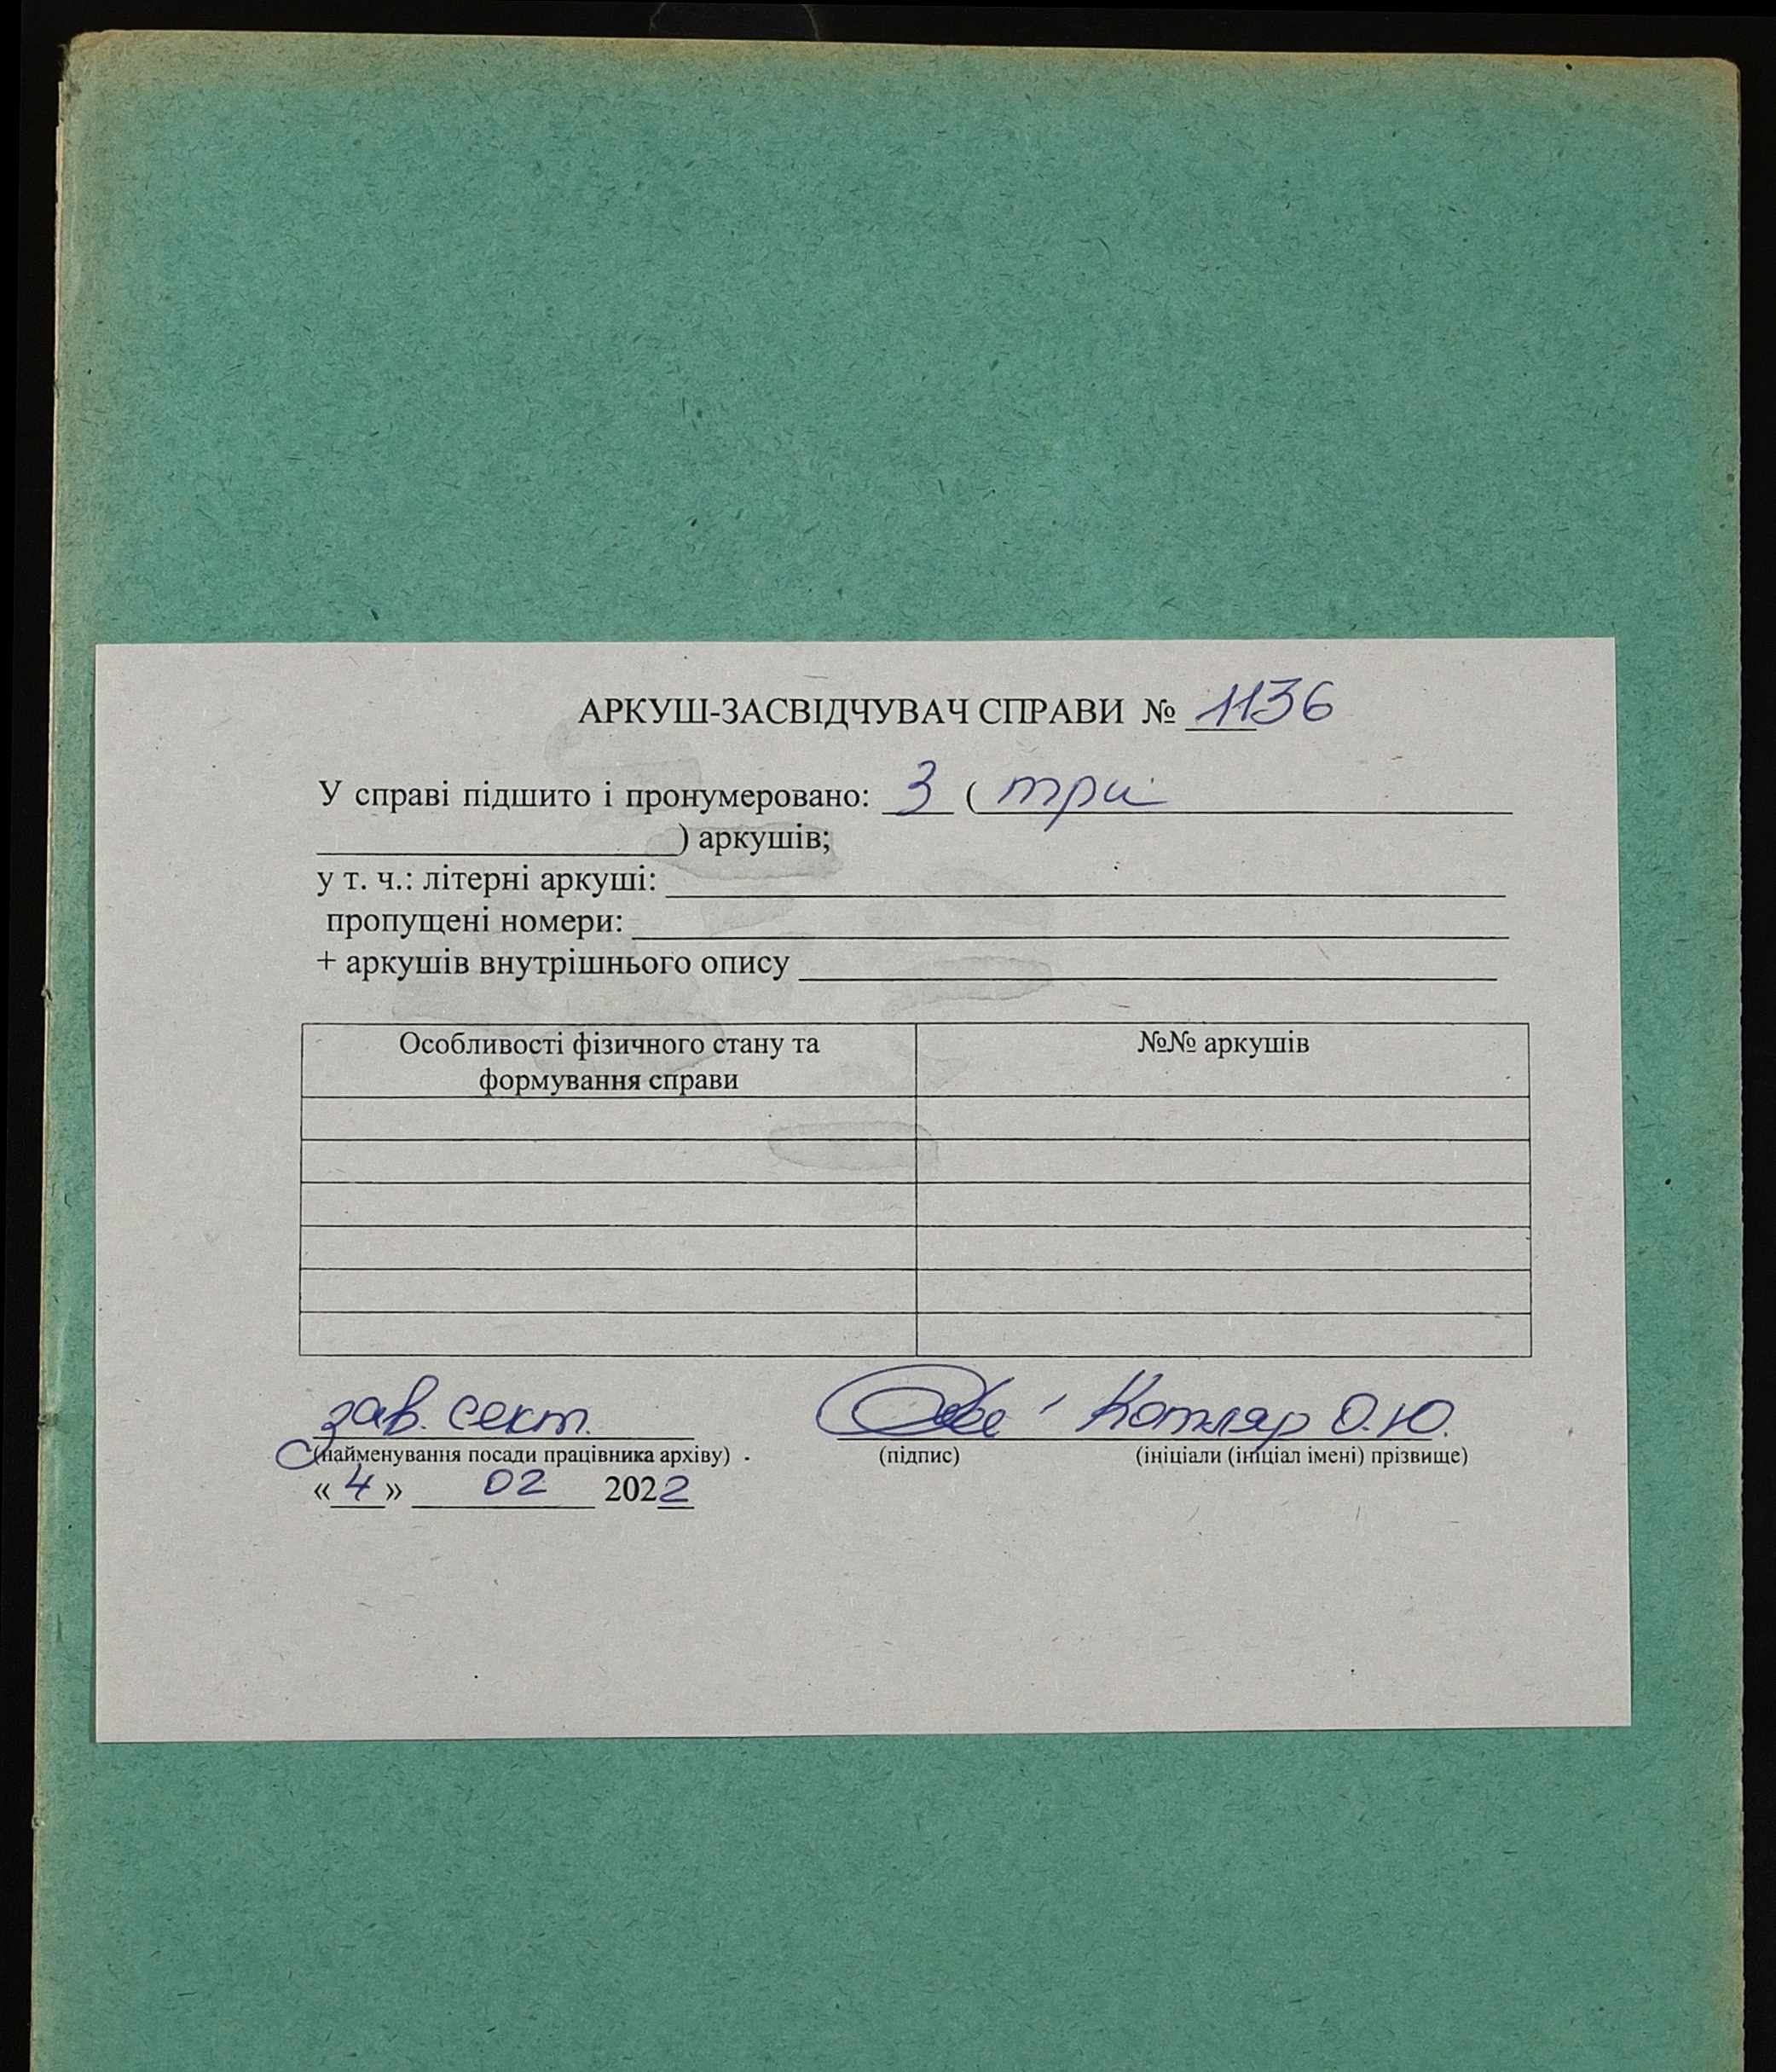 АРКУШ-ЗАСВІДЧУВАЧ СПРАВИ № 1136
У справі підшито і пронумеровано: 3 ( три
) аркушів;
у т. ч.: літерні аркуші:
пропущені номери:
+ аркушів внутрішнього опису
Особливості фізичного стану та
формування справи
№№ аркушів
зав. сект. Котляр О.Ю.
(найменування посади працівника архіву) (підпис) (ініціали (ініціал імені) прізвище)
«4» 02 2022